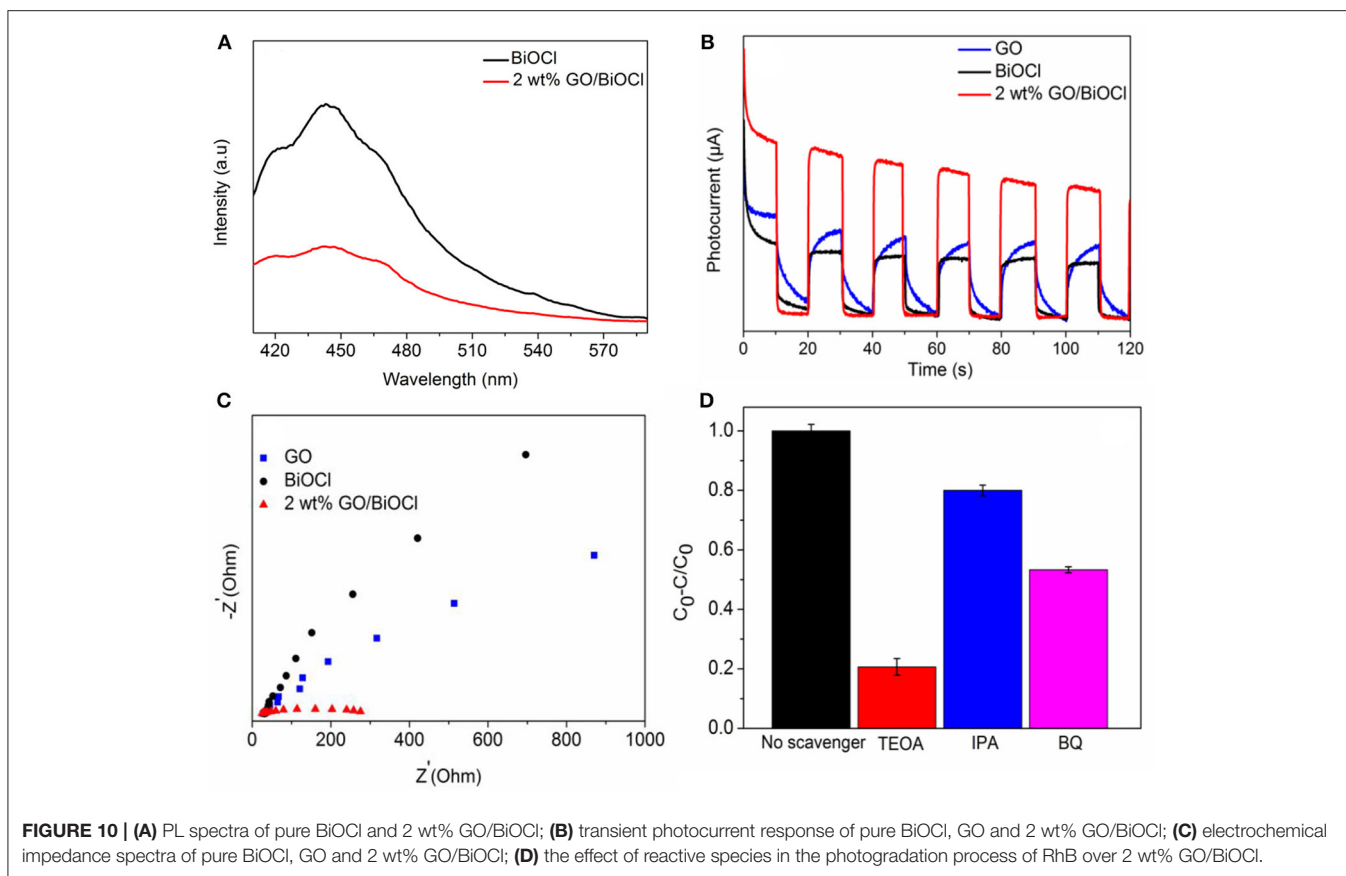 A
BiOCl
2 wt% GO/BiOCl
Intensity (a.u)
420 450 480 510 540 570
Wavelength (nm)
B
GO
BiOCl
2 wt% GO/BiOCl
Photocurrent (µA)
0 20 40 60 80 100 120
Time (s)
C
GO
BiOCl
2 wt% GO/BiOCl
-Z'(Ohm)
0 200 400 600 800 1000
Z'(Ohm)
D
1.0
0.8
0.6
0.4
0.2
0.0
C0-C/C0
No scavenger TEOA IPA BQ
FIGURE 10 | (A) PL spectra of pure BiOCl and 2 wt% GO/BiOCl; (B) transient photocurrent response of pure BiOCl, GO and 2 wt% GO/BiOCl; (C) electrochemical
impedance spectra of pure BiOCl, GO and 2 wt% GO/BiOCl; (D) the effect of reactive species in the photogradation process of RhB over 2 wt% GO/BiOCl.